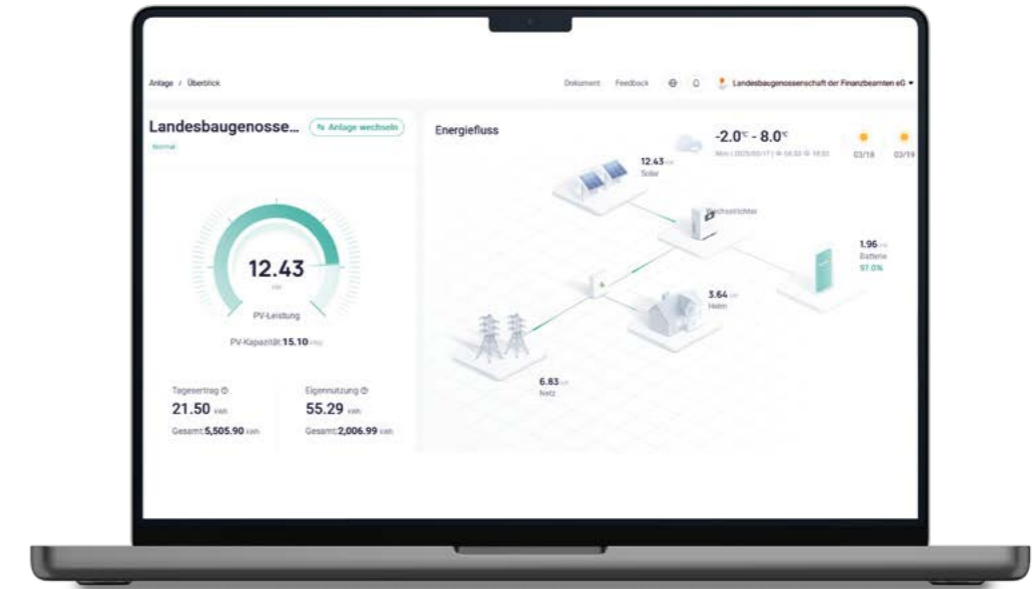 Anlage / Überblick
Dokument Feedback
Landesbaugenossenschaft der Finanzbeamten eG
Landesbaugenosse...
Anlage wechseln
Normal
12.43
kW
PV-Leistung
PV-Kapazität:15.10
Tagesertrag
21.50 kWh
Gesamt:5,505.90 kWh
Eigennutzung
55.29 kWh
Gesamt:2,006.99 kWh
Energiefluss
-2.0℃ - 8.0℃
03/18
03/19
12.43
Solar
Wechselrichter
1.96
Batterie
97.0%
3.64
Heim
6.83
Netz